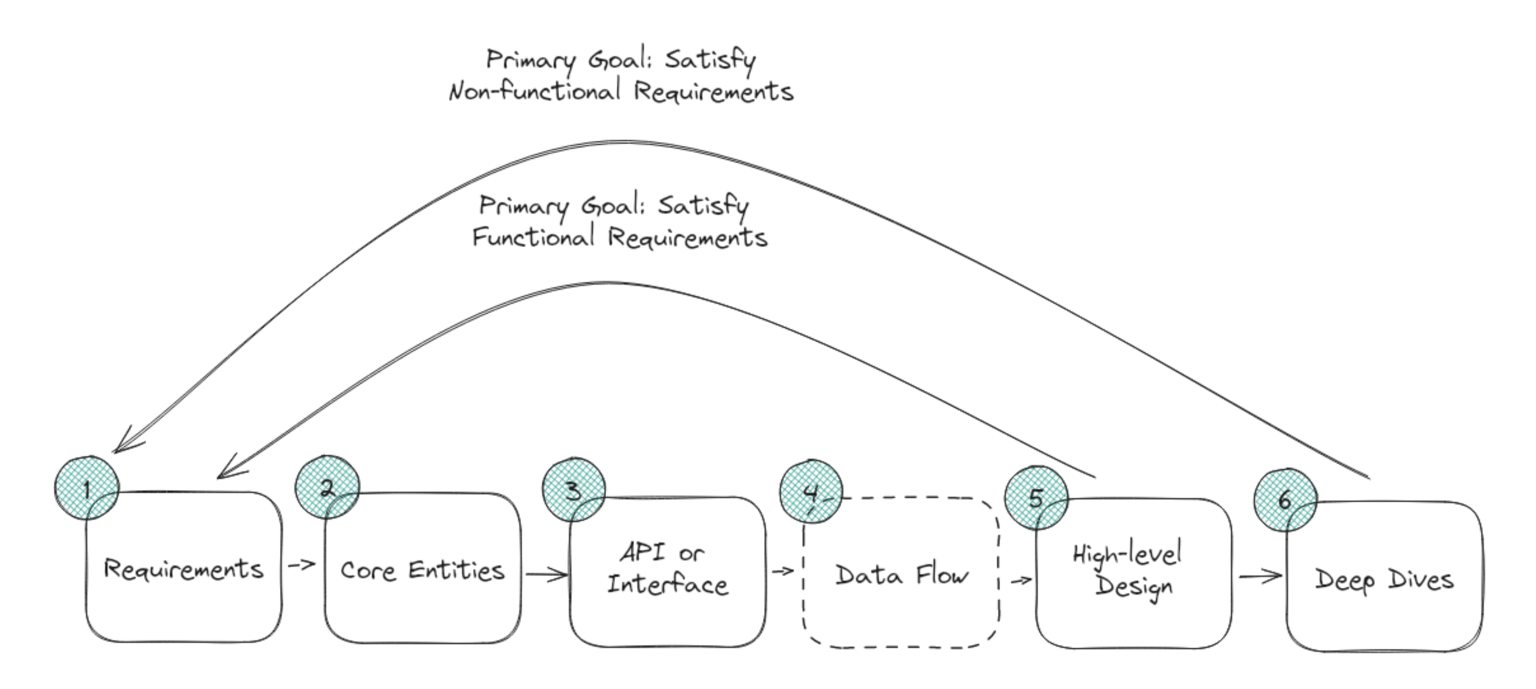 Primary Goal: Satisfy
Non-functional Requirements
Primary Goal: Satisfy
Functional Requirements
1
Requirements
2
Core Entities
3
API or
Interface
4
Data Flow
5
High-level
Design
6
Deep Dives